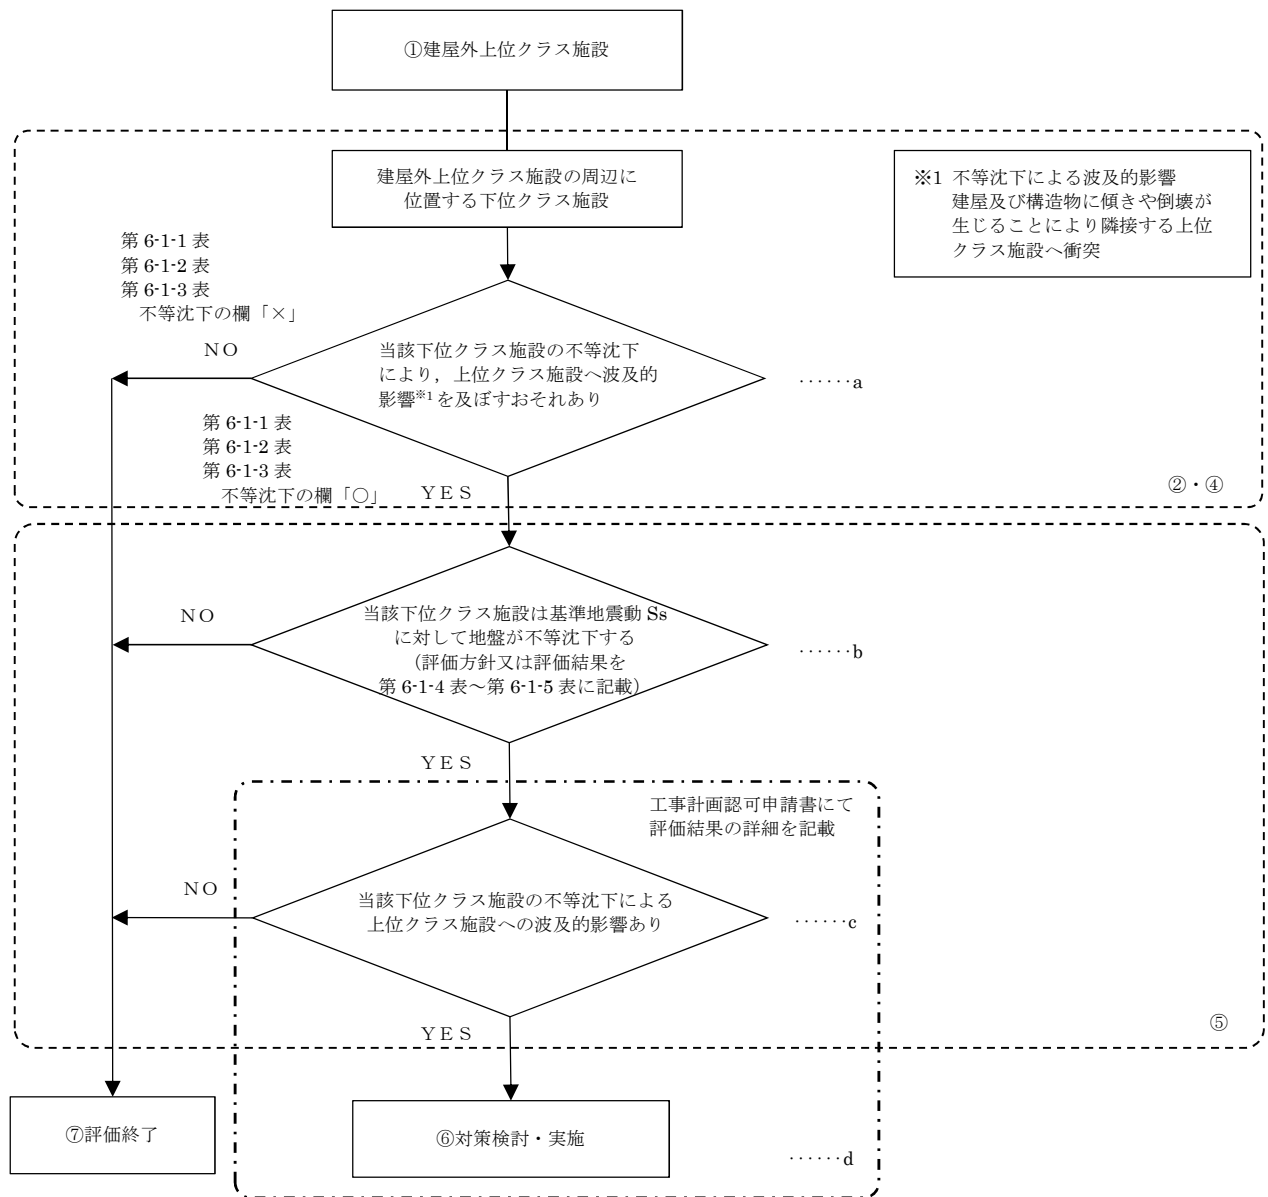 ①建屋外上位クラス施設
建屋外上位クラス施設の周辺に
位置する下位クラス施設
※1 不等沈下による波及的影響
建屋及び構造物に傾きや倒壊が
生じることにより隣接する上位
クラス施設へ衝突
第 6-1-1 表
第 6-1-2 表
第 6-1-3 表
不等沈下の欄「×」
NO
当該下位クラス施設の不等沈下
により，上位クラス施設へ波及的
影響※1を及ぼすおそれあり
……a
第 6-1-1 表
第 6-1-2 表
第 6-1-3 表
不等沈下の欄「○」
YES
②・④
当該下位クラス施設は基準地震動 Ss
に対して地盤が不等沈下する
（評価方針又は評価結果を
第 6-1-4 表～第 6-1-5 表に記載）
NO
……b
YES
工事計画認可申請書にて
評価結果の詳細を記載
NO
当該下位クラス施設の不等沈下による
上位クラス施設への波及的影響あり
……c
YES
⑤
⑦評価終了
⑥対策検討・実施
……d